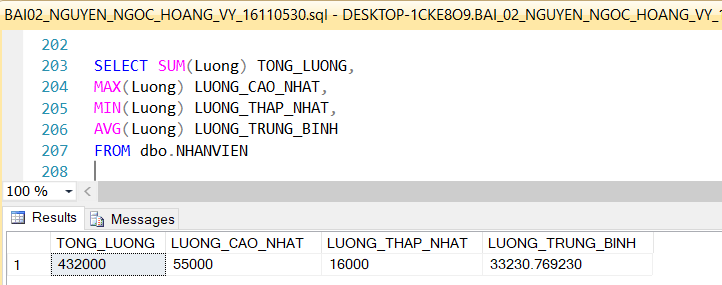 BAI02_NGUYEN_NGOC_HOANG_VY_16110530.sql - DESKTOP-1CKE8O9.BAI_02_NGUYEN_NGOC_HOANG_VY_1
202
203 SELECT SUM(Luong) TONG_LUONG,
204 MAX(Luong) LUONG_CAO_NHAT,
205 MIN(Luong) LUONG_THAP_NHAT,
206 AVG(Luong) LUONG_TRUNG_BINH
207 FROM dbo.NHANVIEN
208
100 %
Results Messages
TONG_LUONG LUONG_CAO_NHAT LUONG_THAP_NHAT LUONG_TRUNG_BINH
1 432000 55000 16000 33230.769230